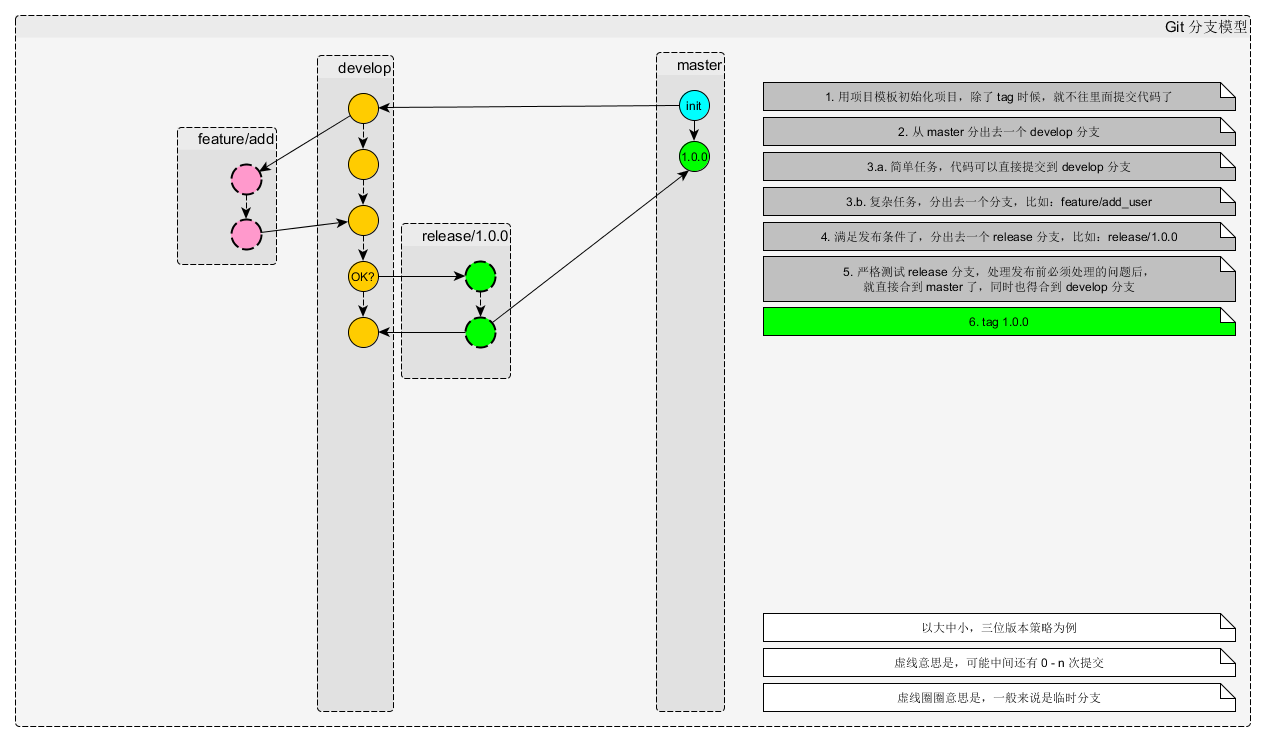 Git 分支模型
develop
master
init
1.0.0
feature/add
release/1.0.0
OK?
1. 用项目模板初始化项目，除了 tag 时候，就不往里面提交代码了
2. 从 master 分出去一个 develop 分支
3.a. 简单任务，代码可以直接提交到 develop 分支
3.b. 复杂任务，分出去一个分支，比如：feature/add_user
4. 满足发布条件了，分出去一个 release 分支，比如：release/1.0.0
5. 严格测试 release 分支，处理发布前必须处理的问题后，
就直接合到 master 了，同时也得合到 develop 分支
6. tag 1.0.0
以大中小，三位版本策略为例
虚线意思是，可能中间还有 0 - n 次提交
虚线圈圈意思是，一般来说是临时分支